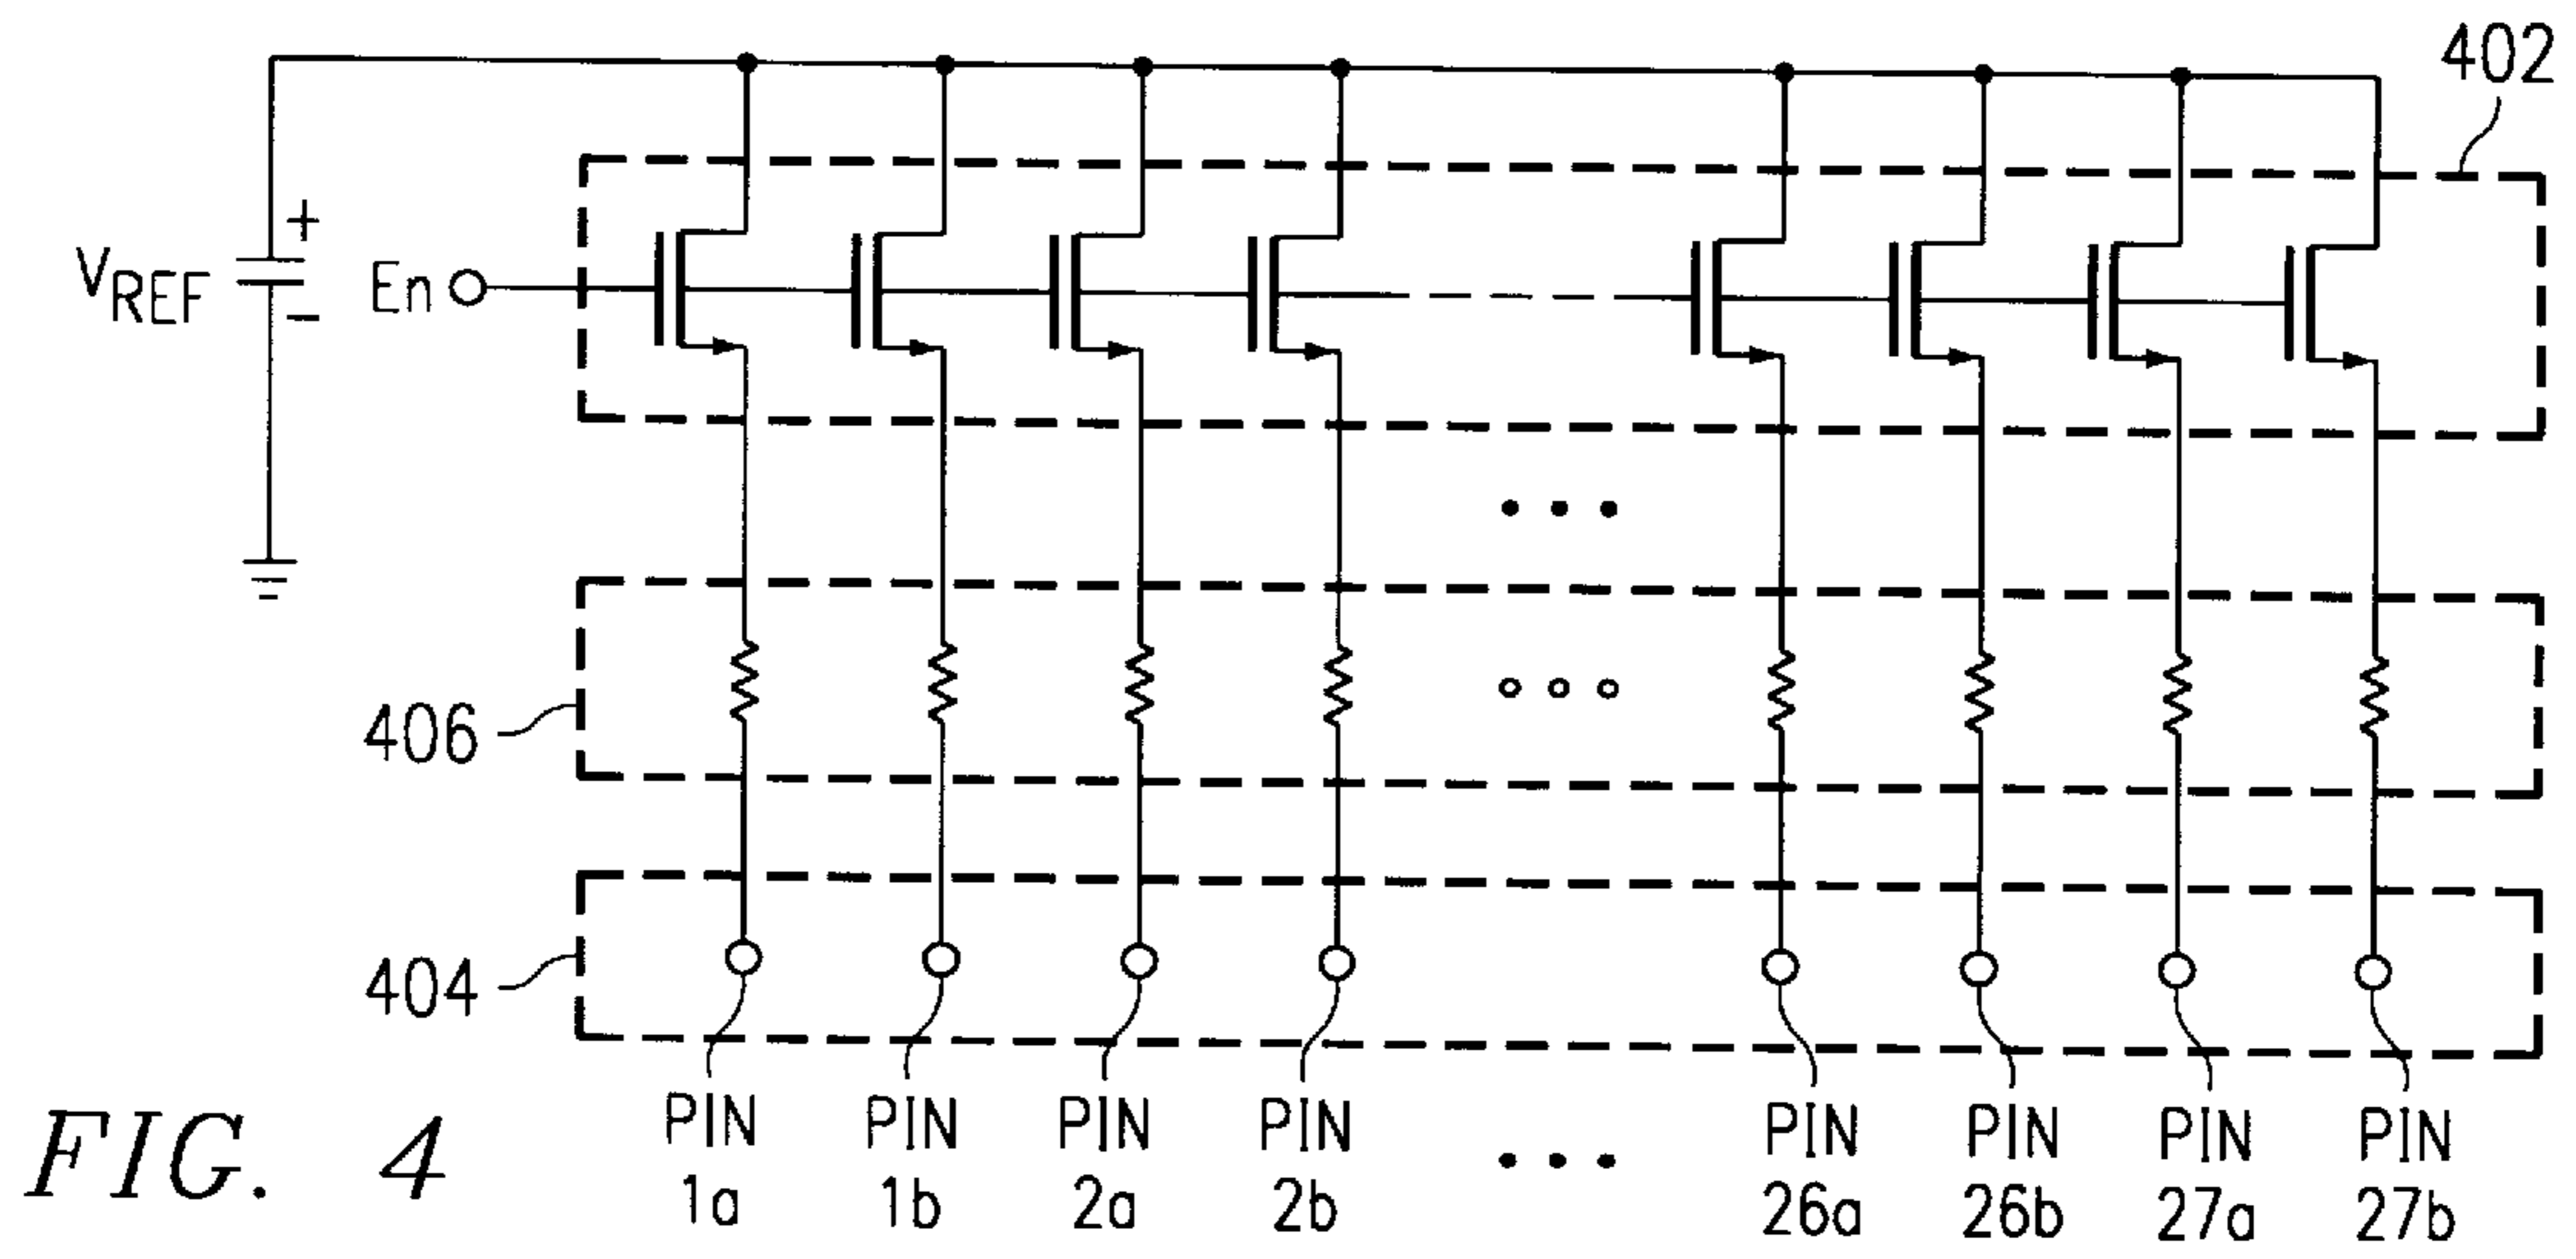 402
+
VREF
En
-
406
404
PIN 1a
PIN 1b
PIN 2a
PIN 2b
PIN 26a
PIN 26b
PIN 27a
PIN 27b
FIG. 4